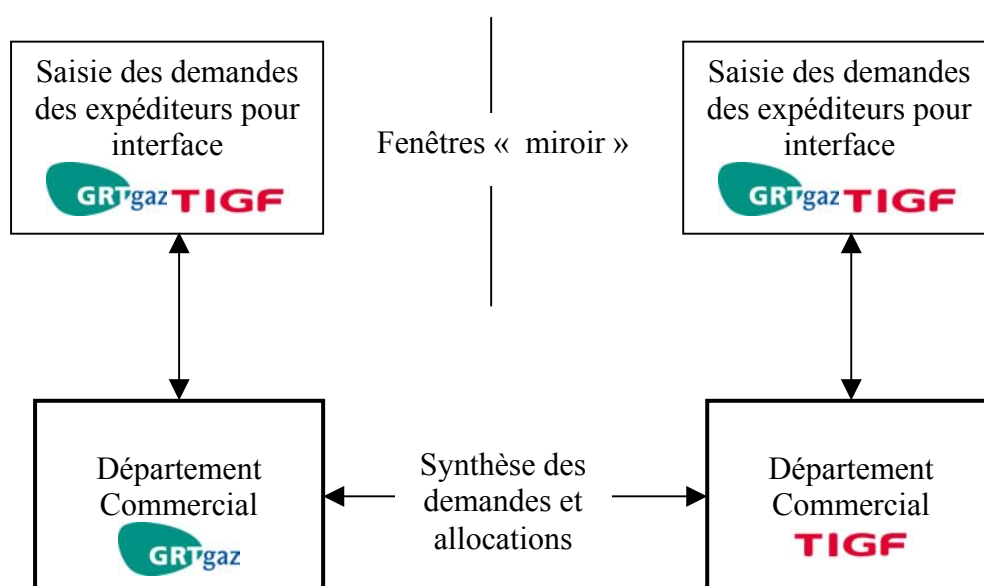 Saisie des demandes
des expéditeurs pour
interface
GRTgaz TIGF
Fenêtres «  miroir »
Saisie des demandes
des expéditeurs pour
interface
GRTgaz TIGF
Département
Commercial
GRTgaz
Synthèse des
demandes et
allocations
Département
Commercial
TIGF